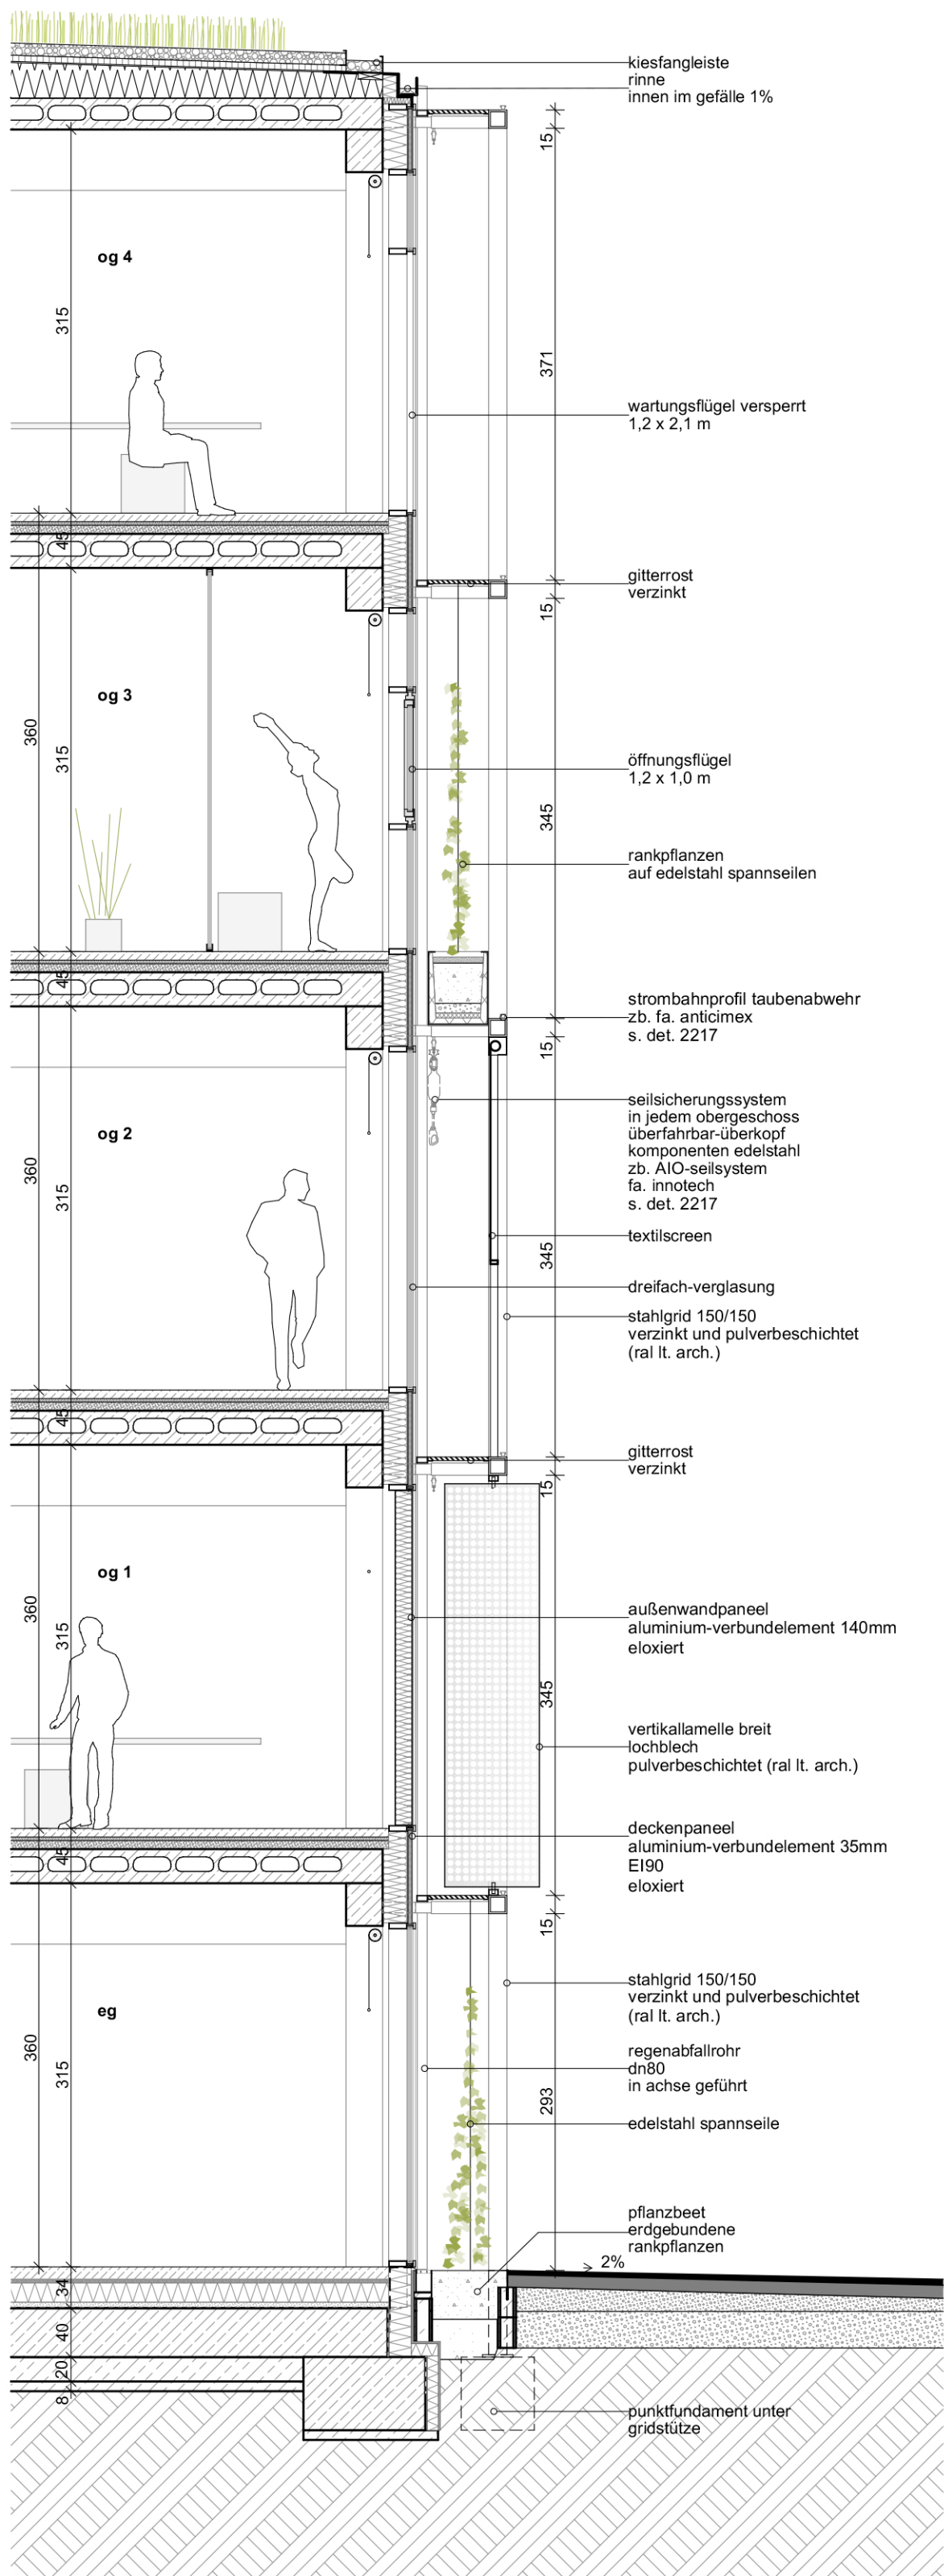 kiesfangleiste
rinne
innen im gefälle 1%
15
og 4
315
371
wartungsflügel versperrt
1,2 x 2,1 m
45
gitterrost
verzinkt
15
og 3
360
315
öffnungsflügel
1,2 x 1,0 m
345
rankpflanzen
auf edelstahl spannseilen
45
strombahnprofil taubenabwehr
zb. fa. anticimex
s. det. 2217
15
seilsicherungssystem
in jedem obergeschoss
überfahrbar-überkopf
komponenten edelstahl
zb. AIO-seilsystem
fa. innotech
s. det. 2217
og 2
360
315
textilscreen
345
dreifach-verglasung
stahlgrid 150/150
verzinkt und pulverbeschichtet
(ral lt. arch.)
45
gitterrost
verzinkt
15
og 1
360
315
außenwandpaneel
aluminium-verbundelement 140mm
eloxiert
345
vertikallamelle breit
lochblech
pulverbeschichtet (ral lt. arch.)
45
deckenpaneel
aluminium-verbundelement 35mm
EI90
eloxiert
15
stahlgrid 150/150
verzinkt und pulverbeschichtet
(ral lt. arch.)
eg
360
315
regenabfallrohr
dn80
in achse geführt
293
edelstahl spannseile
pflanzbeet
erdgebundene
rankpflanzen
2%
34
40
20
8
punktfundament unter
gridstütze